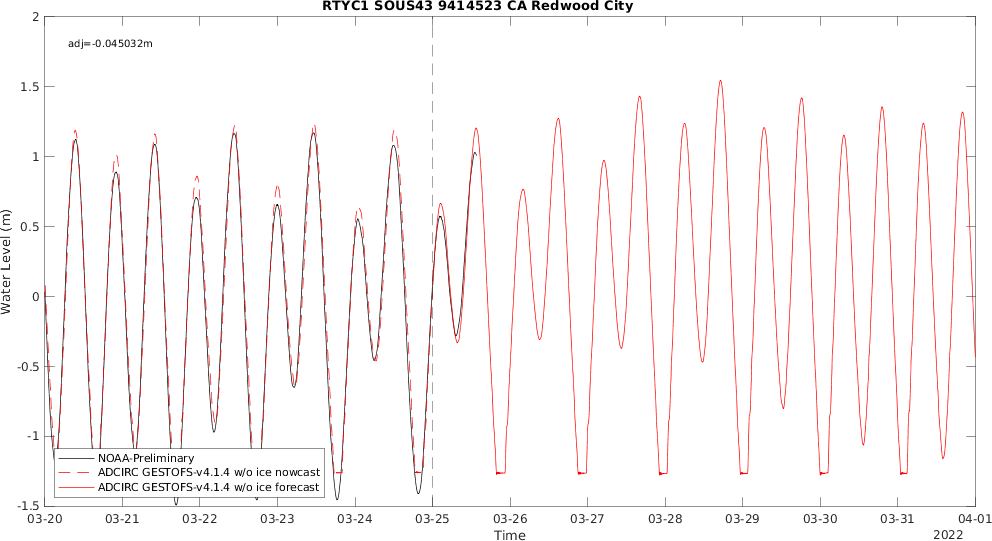 RTYC1 SOUS43 9414523 CA Redwood City
adj=-0.045032m
2
1.5
1
0.5
0
-0.5
-1
-1.5
Water Level (m)
NOAA-Preliminary
ADCIRC GESTOFS-v4.1.4 w/o ice nowcast
ADCIRC GESTOFS-v4.1.4 w/o ice forecast
03-20 03-21 03-22 03-23 03-24 03-25 03-26 03-27 03-28 03-29 03-30 03-31 04-01
Time
2022